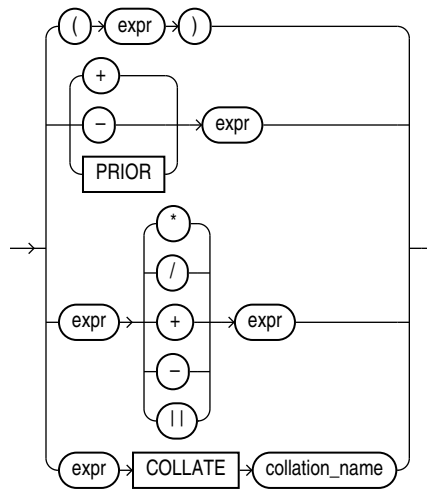 ( expr )
+
–
expr
PRIOR
*
/
expr + expr
–
||
expr COLLATE collation_name